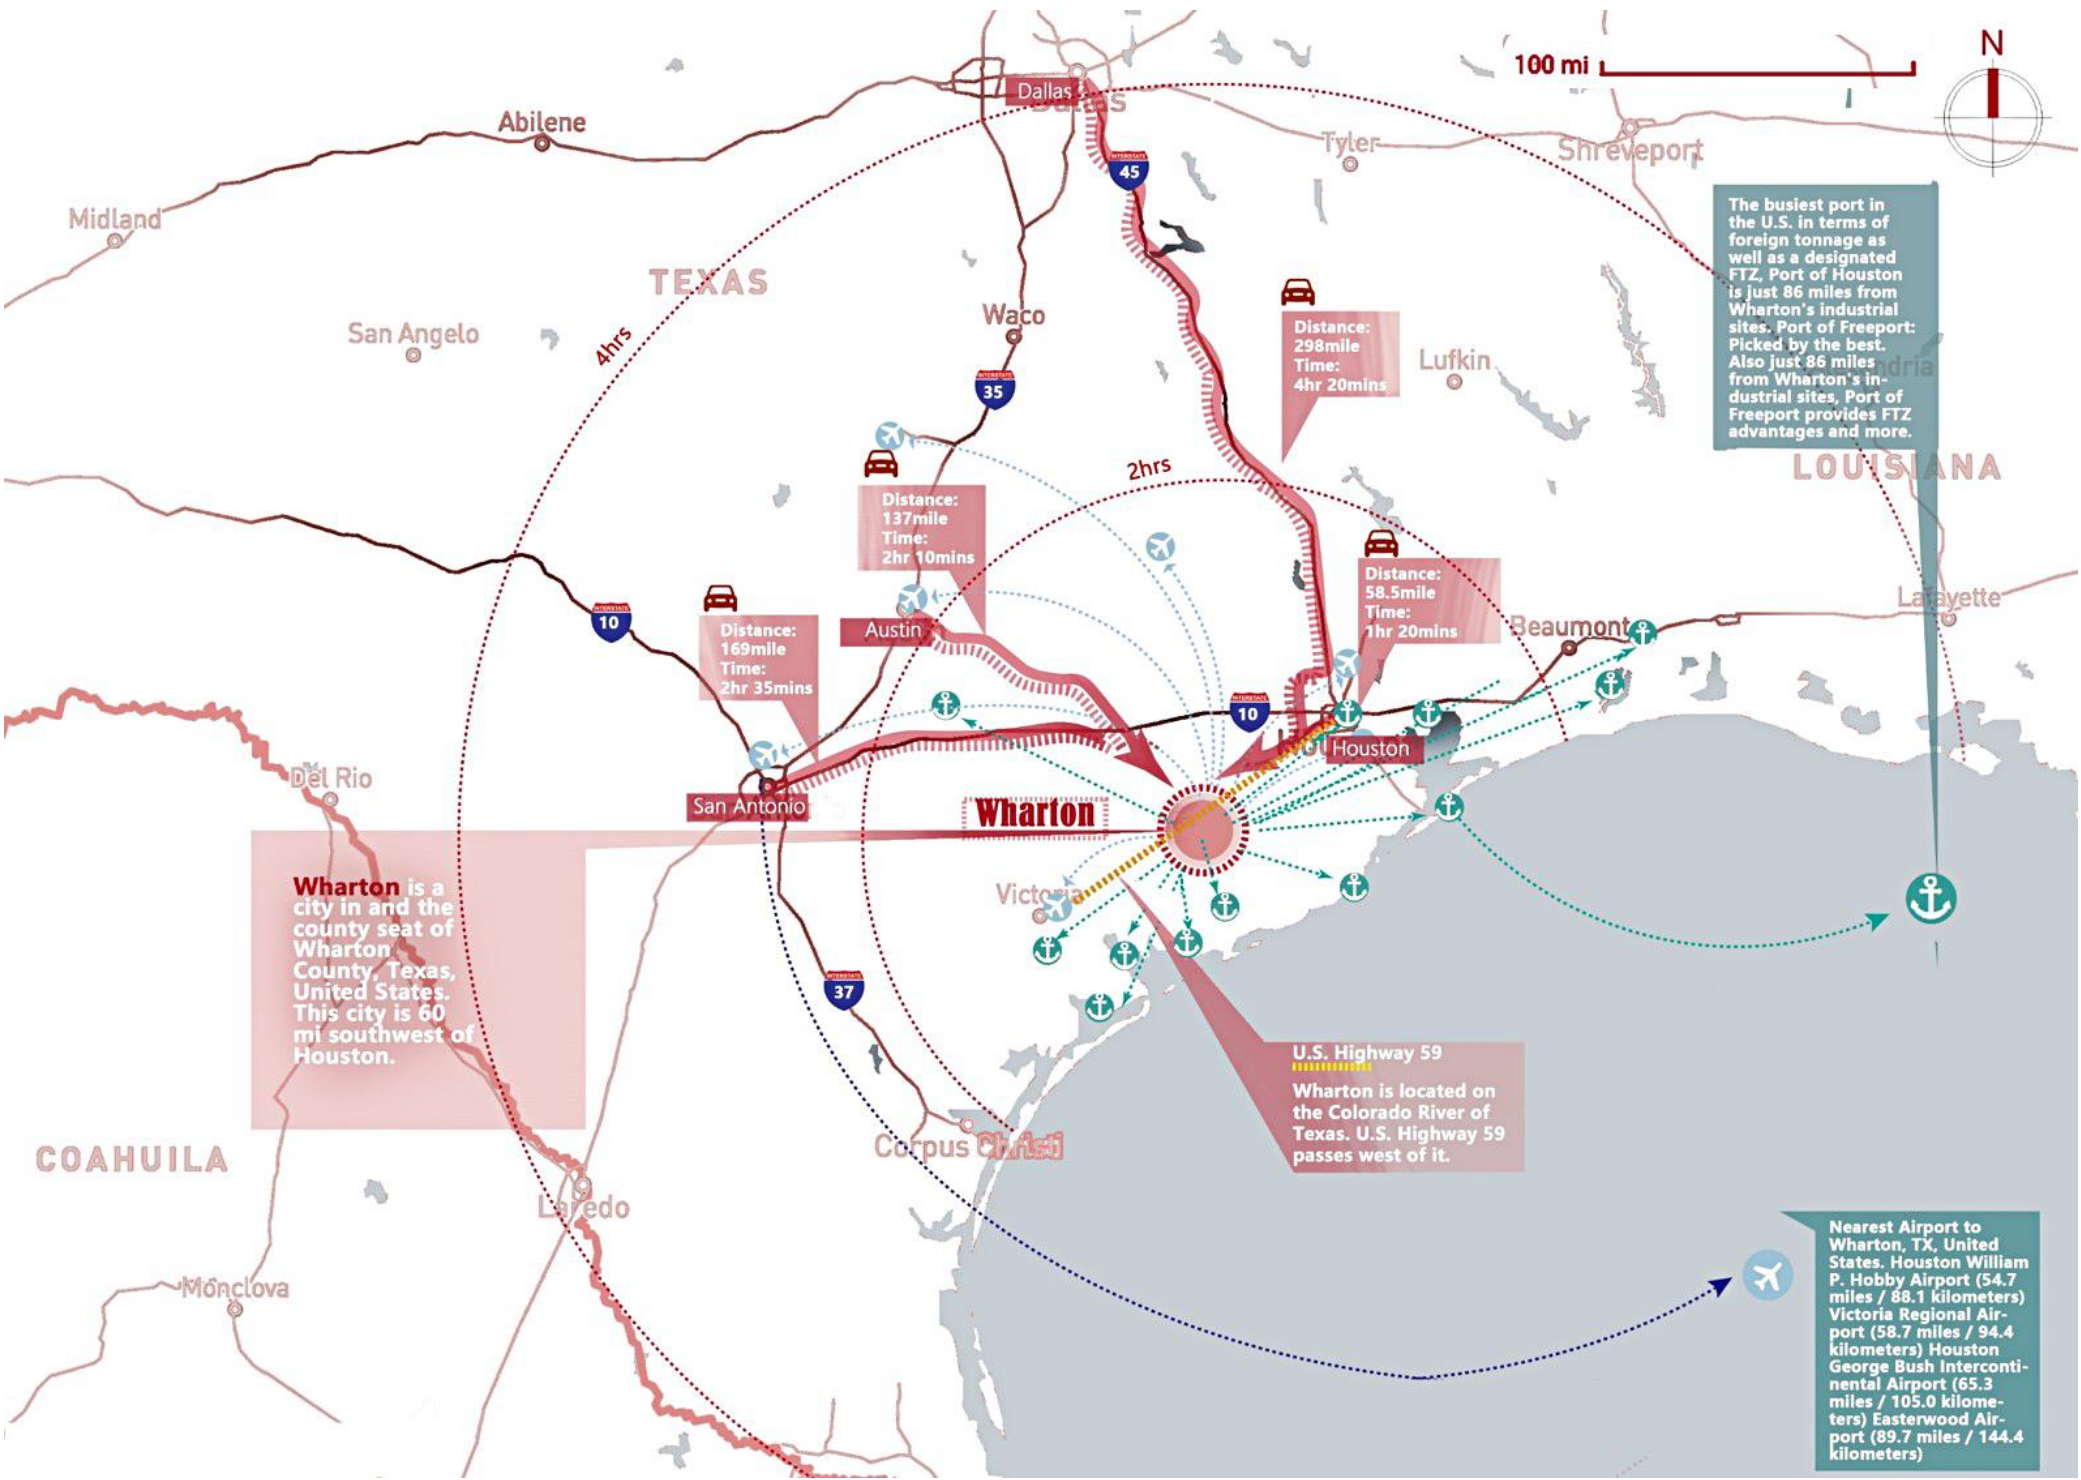 N
100 mi
Dallas
Dallas
Abilene
INTERSTATE
45
Tyler
Shreveport
Midland
The busiest port in
the U.S. in terms of
foreign tonnage as
well as a designated
FTZ, Port of Houston
is just 86 miles from
Wharton's industrial
sites. Port of Freeport:
Picked by the best.
Also just 86 miles
from Wharton's in-
dustrial sites, Port of
Freeport provides FTZ
advantages and more.
TEXAS
Waco
San Angelo
4hrs
Distance:
298mile
Time:
4hr 20mins
Lufkin
INTERSTATE
35
LOUISIANA
2hrs
Distance:
137mile
Time:
2hr 10mins
Distance:
58.5mile
Time:
1hr 20mins
INTERSTATE
10
Distance:
169mile
Time:
2hr 35mins
Austin
Beaumont
Lafayette
INTERSTATE
10
Houston
Del Rio
San Antonio
Wharton
Victoria
Wharton is a
city in and the
county seat of
Wharton
County, Texas,
United States.
This city is 60
mi southwest of
Houston.
INTERSTATE
37
U.S. Highway 59
Wharton is located on
the Colorado River of
Texas. U.S. Highway 59
passes west of it.
Corpus Christi
COAHUILA
Laredo
Monclova
Nearest Airport to
Wharton, TX, United
States. Houston William
P. Hobby Airport (54.7
miles / 88.1 kilometers)
Victoria Regional Air-
port (58.7 miles / 94.4
kilometers) Houston
George Bush Interconti-
nental Airport (65.3
miles / 105.0 kilome-
ters) Easterwood Air-
port (89.7 miles / 144.4
kilometers)